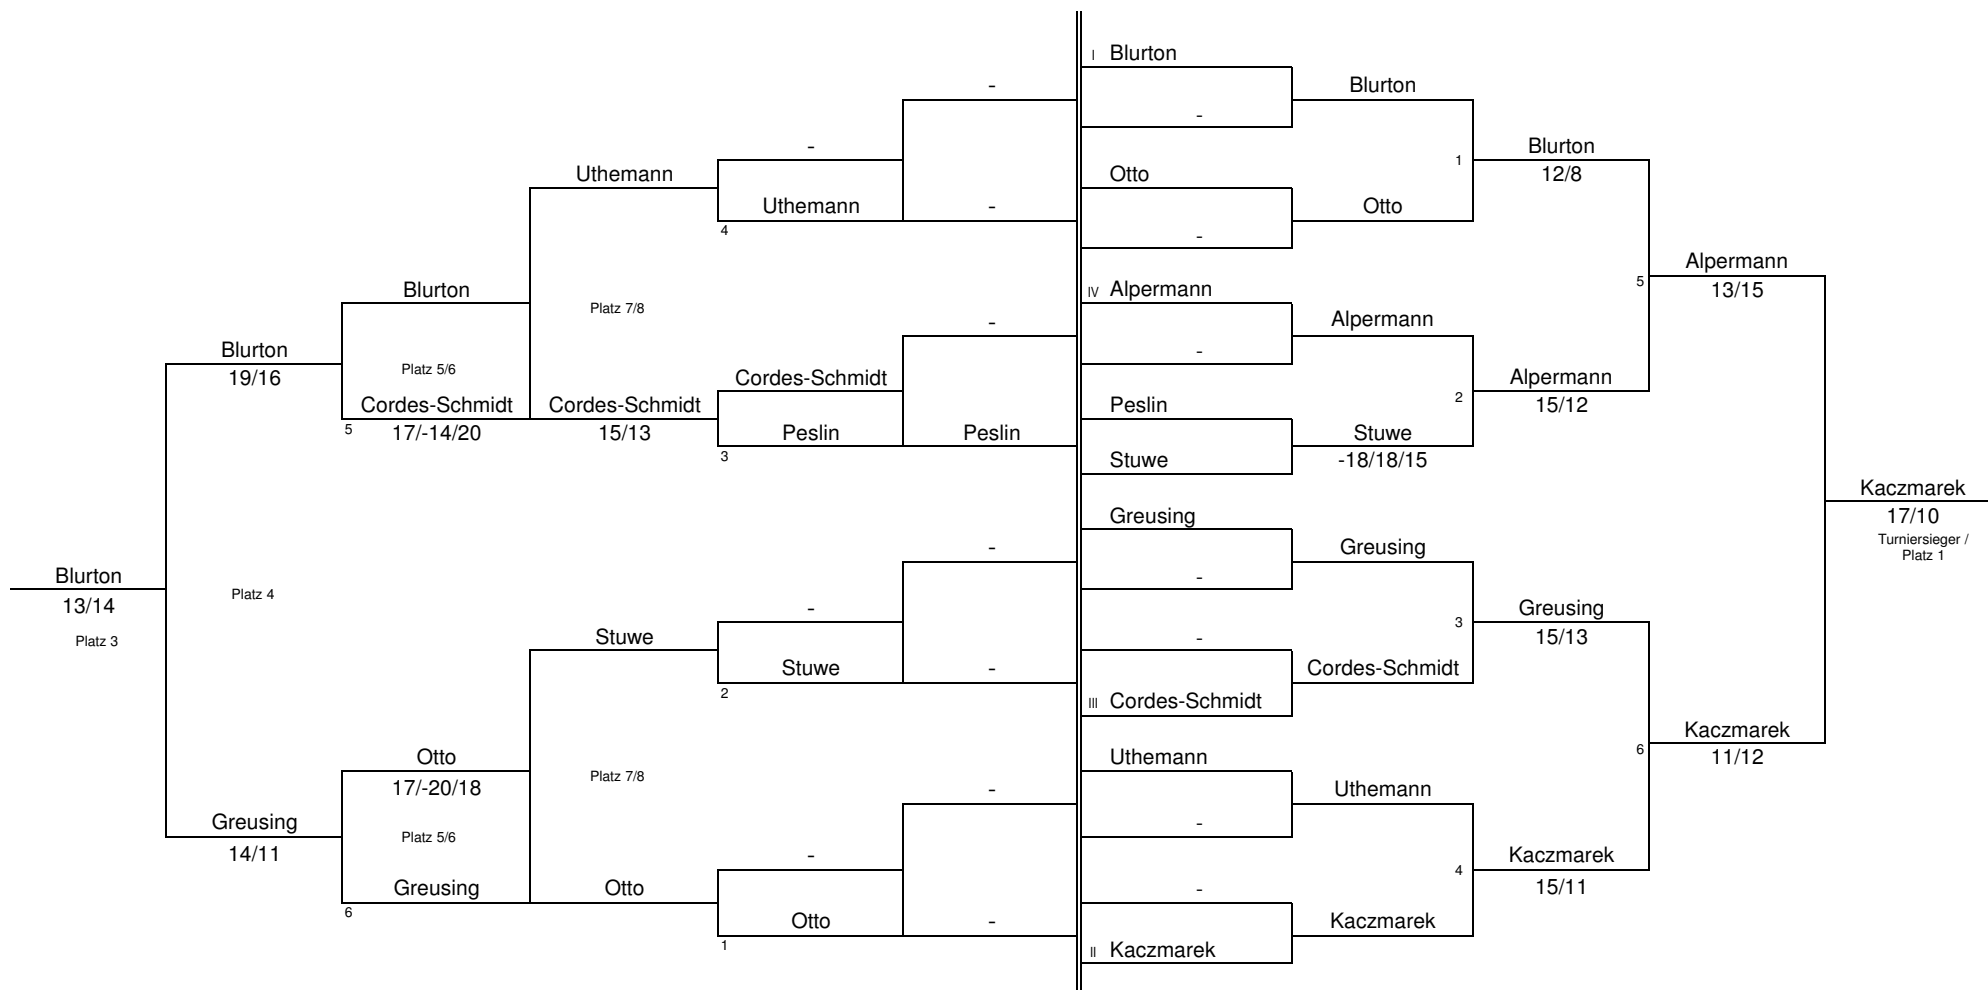 I Blurton
-
Otto
-
IV Alpermann
-
Peslin
Stuwe
Greusing
-
-
III Cordes-Schmidt
Uthemann
-
-
II Kaczmarek
Blurton
Otto
1
Alpermann
Stuwe
-18/18/15
2
Greusing
Cordes-Schmidt
3
Uthemann
Kaczmarek
4
Blurton
12/8
Alpermann
15/12
5
Greusing
15/13
Kaczmarek
15/11
6
Alpermann
13/15
Kaczmarek
11/12
Kaczmarek
17/10
Turniersieger /
Platz 1
-
-
-
Peslin
-
-
-
-
-
Uthemann
4
Cordes-Schmidt
Peslin
3
-
Stuwe
2
-
Otto
1
Uthemann
Platz 7/8
Cordes-Schmidt
15/13
Stuwe
Platz 7/8
Otto
Blurton
Platz 5/6
Cordes-Schmidt
17/-14/20
5
Otto
17/-20/18
Platz 5/6
Greusing
6
Blurton
19/16
Platz 4
Greusing
14/11
Blurton
13/14
Platz 3